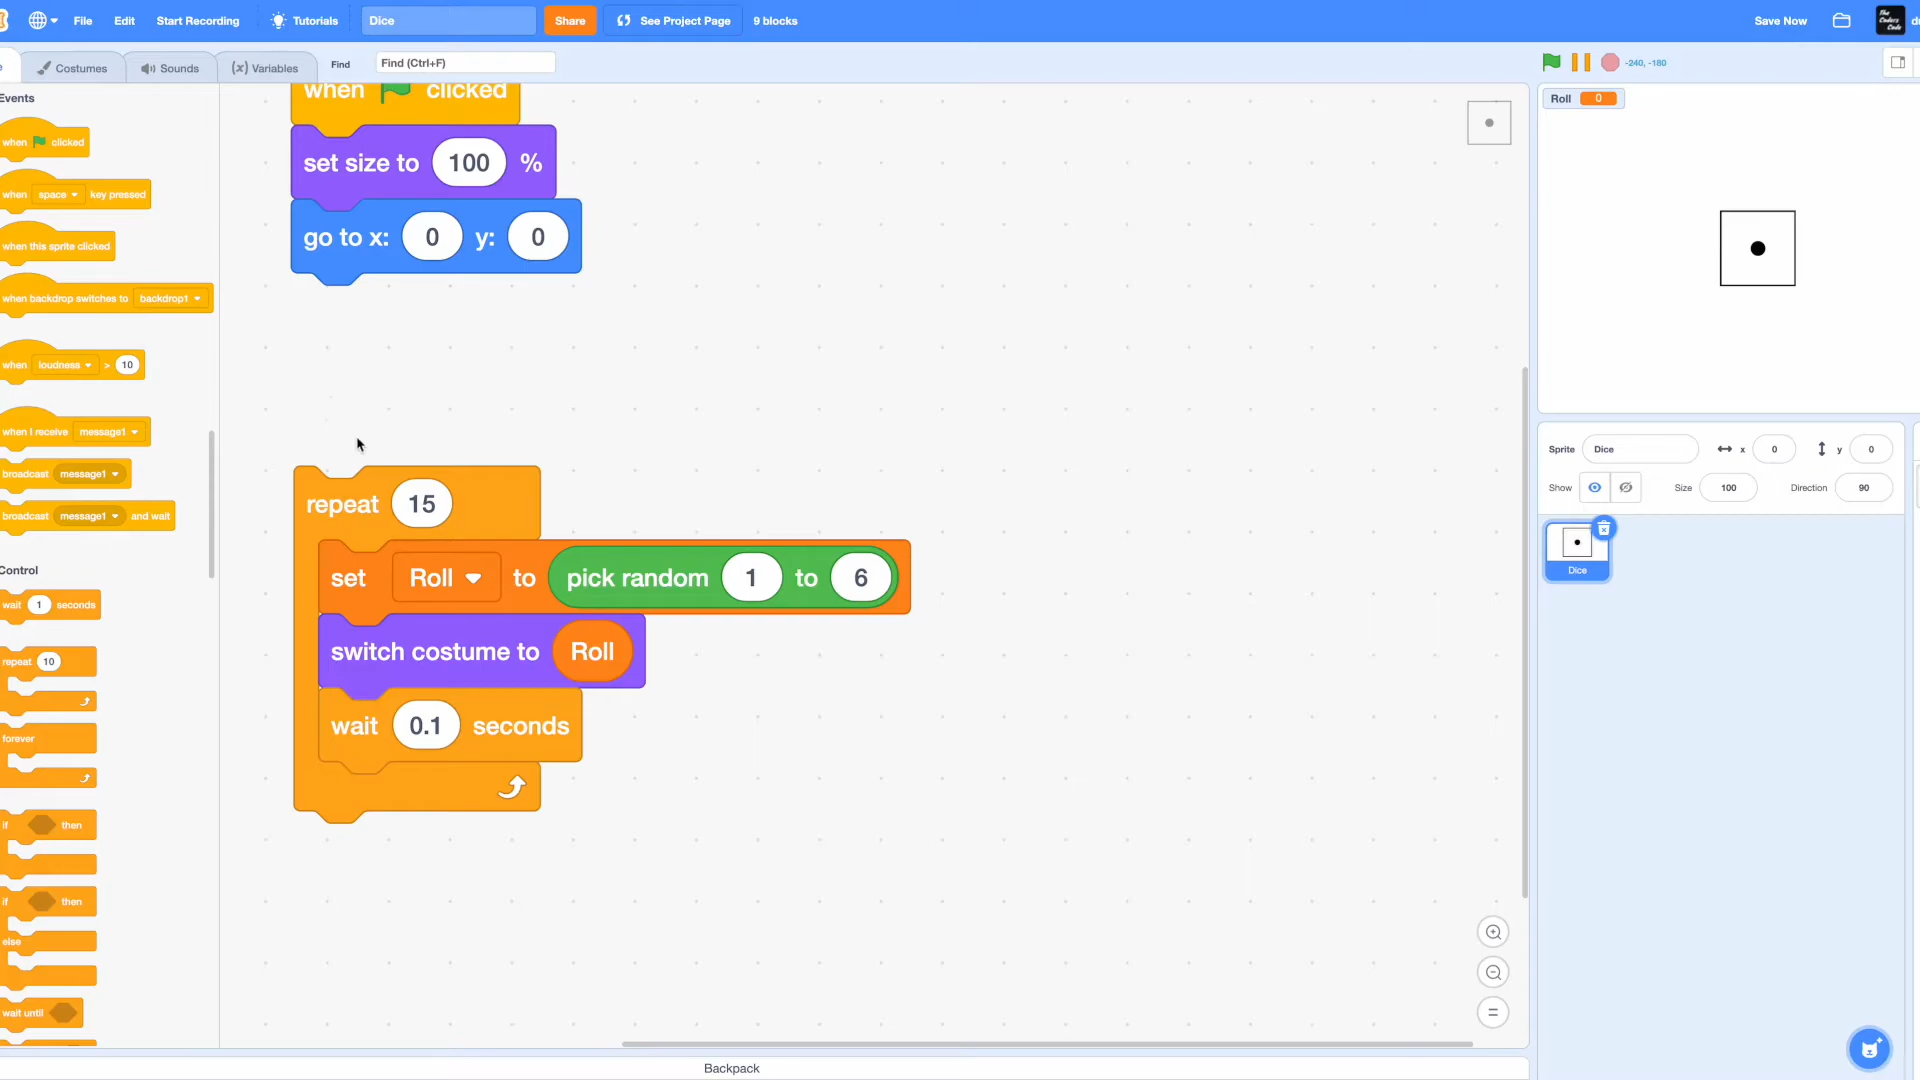 File Edit Start Recording Tutorials Dice Share See Project Page 9 blocks Save Now
Costumes Sounds (x) Variables Find Find (Ctrl+F) -240, -180
Events
when clicked
when space key pressed
when this sprite clicked
when backdrop switches to backdrop1
when loudness > 10
when I receive message1
broadcast message1
broadcast message1 and wait
Control
wait 1 seconds
repeat 10
forever
if then
if then
else
wait until
when clicked
set size to 100 %
go to x: 0 y: 0
repeat 15
set Roll to pick random 1 to 6
switch costume to Roll
wait 0.1 seconds
Backpack
The Coders Code
Roll 0
Sprite Dice x 0 y 0
Show Size 100 Direction 90
Dice